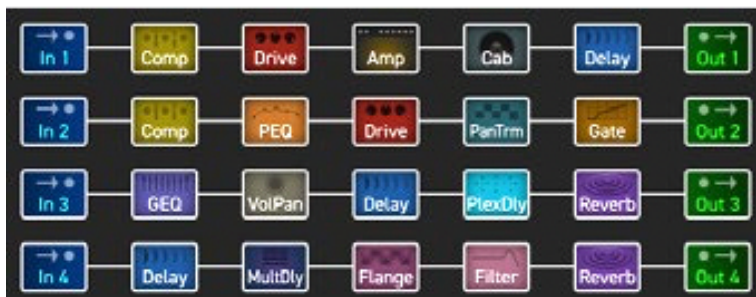 In 1 Comp Drive Amp Cab Delay Out 1
In 2 Comp PEQ Drive PanTrm Gate Out 2
In 3 GEQ VolPan Delay PlexDly Reverb Out 3
In 4 Delay MultDly Flange Filter Reverb Out 4